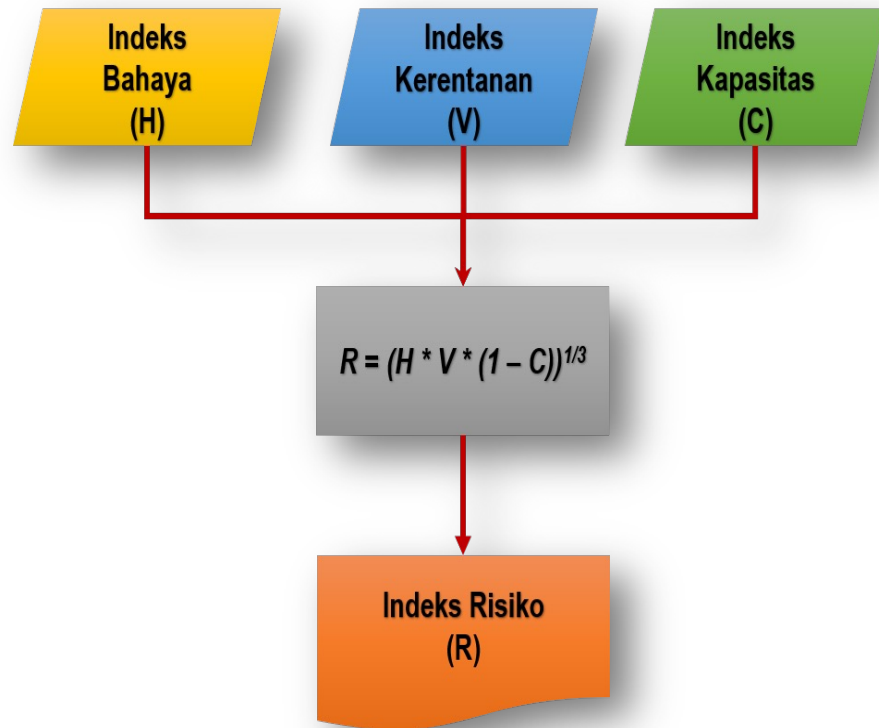 Indeks
Bahaya
(H)
Indeks
Kerentanan
(V)
Indeks
Kapasitas
(C)
R = (H * V * (1 – C))^1/3
Indeks Risiko
(R)